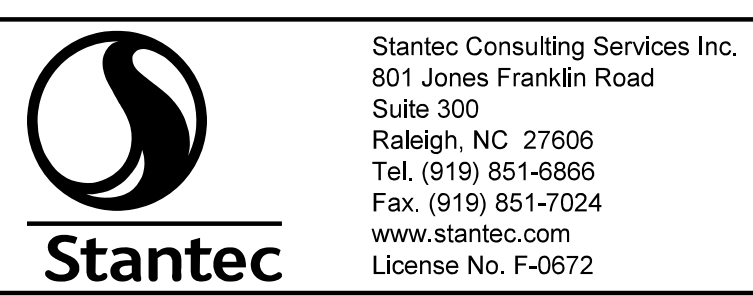 Stantec
Stantec Consulting Services Inc.
801 Jones Franklin Road
Suite 300
Raleigh, NC  27606
Tel. (919) 851-6866
Fax. (919) 851-7024
www.stantec.com
License No. F-0672